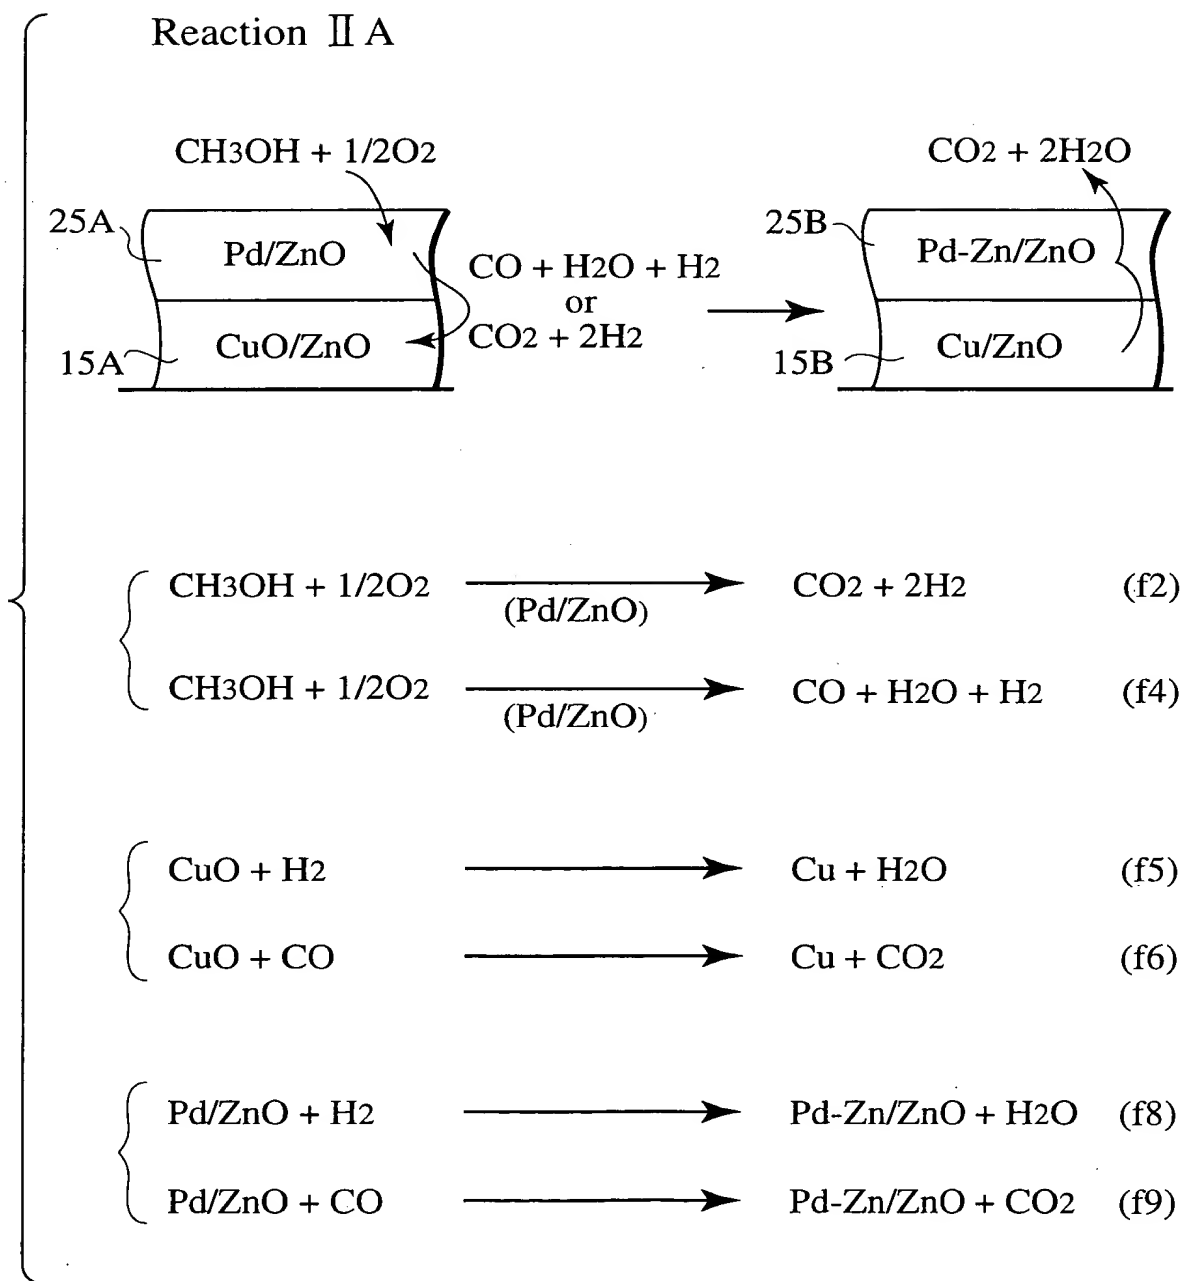 Reaction Ⅱ A
CH3OH + 1/2O2
CO2 + 2H2O
25A
Pd/ZnO
CO + H2O + H2
or
CO2 + 2H2
15A
CuO/ZnO
25B
Pd-Zn/ZnO
15B
Cu/ZnO
CH3OH + 1/2O2 (Pd/ZnO) CO2 + 2H2 (f2)
CH3OH + 1/2O2 (Pd/ZnO) CO + H2O + H2 (f4)
CuO + H2 Cu + H2O (f5)
CuO + CO Cu + CO2 (f6)
Pd/ZnO + H2 Pd-Zn/ZnO + H2O (f8)
Pd/ZnO + CO Pd-Zn/ZnO + CO2 (f9)